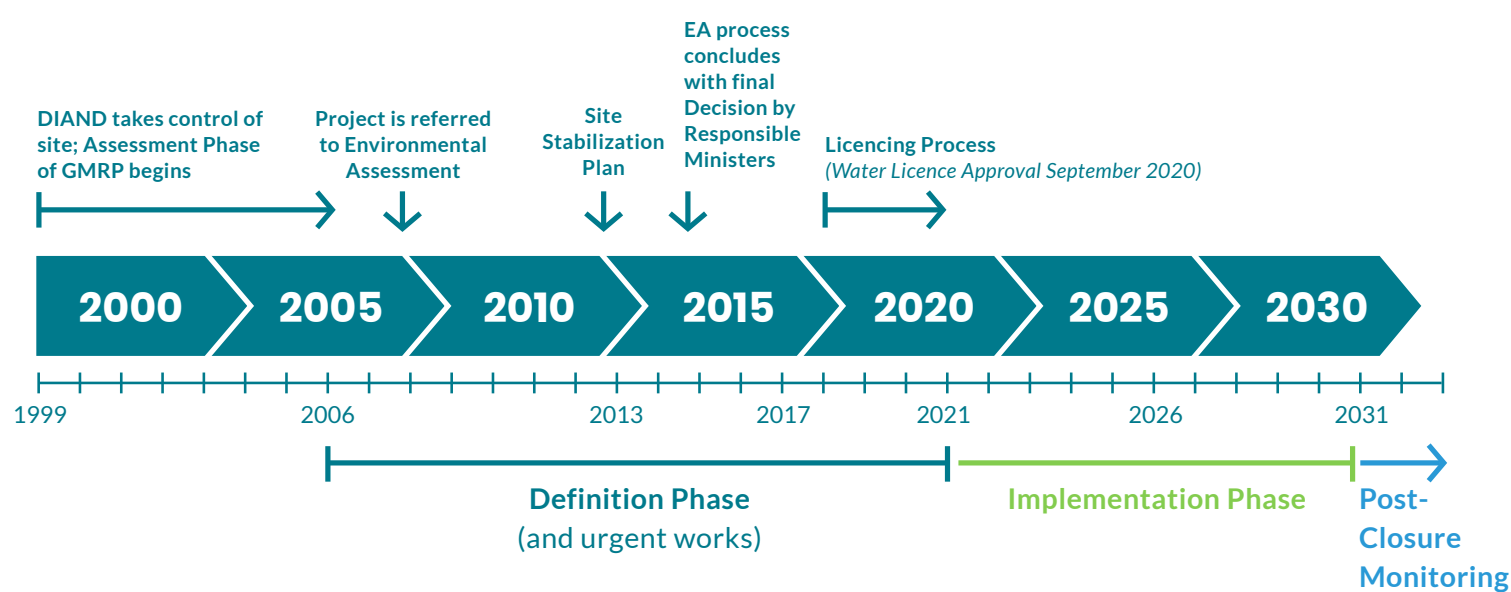 DIAND takes control of
site; Assessment Phase
of GMRP begins
Project is referred
to Environmental
Assessment
Site
Stabilization
Plan
EA process
concludes
with final
Decision by
Responsible
Ministers
Licencing Process
(Water Licence Approval September 2020)
2000 2005 2010 2015 2020 2025 2030
1999 2006 2013 2017 2021 2026 2031
Definition Phase
(and urgent works)
Implementation Phase
Post-
Closure
Monitoring